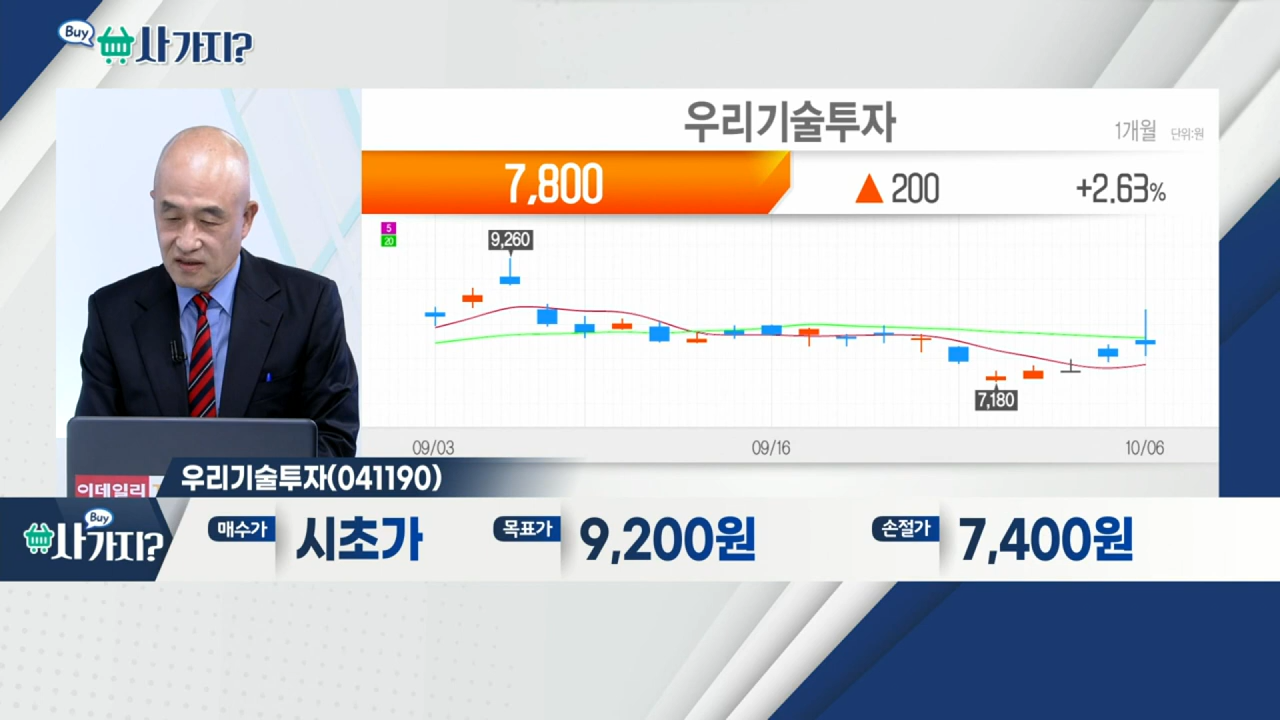 Buy
사가지?
우리기술투자
1개월 단위:원
7,800
▲ 200
+2.63%
5
20
9,260
7,180
09/03
09/16
10/06
이데일리
우리기술투자(041190)
Buy
사가지?
매수가 시초가
목표가 9,200원
손절가 7,400원